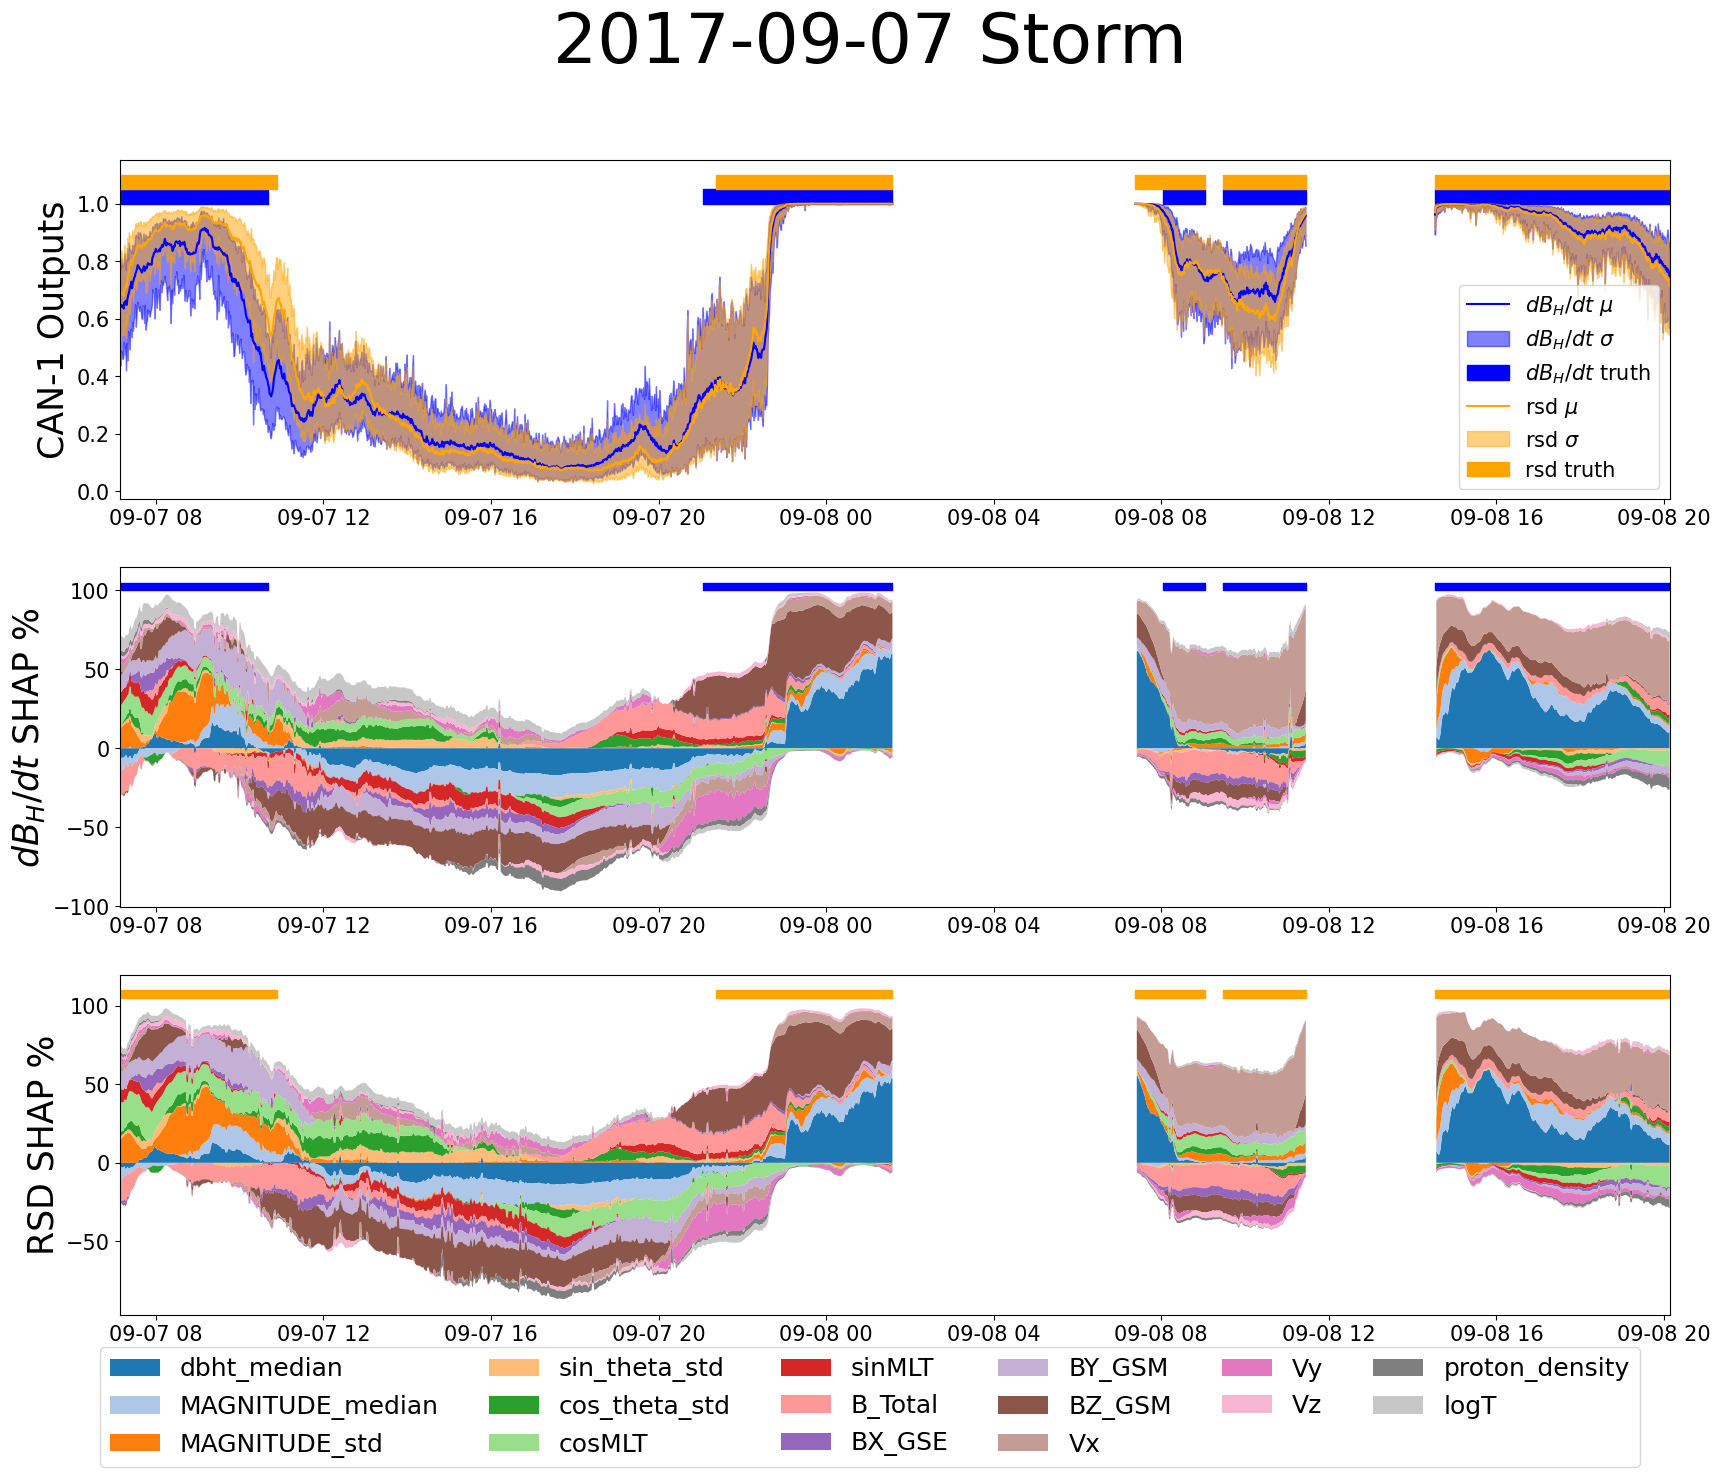 2017-09-07 Storm
CAN-1 Outputs
1.0
0.8
0.6
0.4
0.2
0.0
dB_H/dt μ
dB_H/dt σ
dB_H/dt truth
rsd μ
rsd σ
rsd truth
09-07 08 09-07 12 09-07 16 09-07 20 09-08 00 09-08 04 09-08 08 09-08 12 09-08 16 09-08 20
dB_H/dt SHAP %
100
50
0
−50
−100
09-07 08 09-07 12 09-07 16 09-07 20 09-08 00 09-08 04 09-08 08 09-08 12 09-08 16 09-08 20
RSD SHAP %
100
50
0
−50
09-07 08 09-07 12 09-07 16 09-07 20 09-08 00 09-08 04 09-08 08 09-08 12 09-08 16 09-08 20
dbht_median sin_theta_std sinMLT BY_GSM Vy proton_density
MAGNITUDE_median cos_theta_std B_Total BZ_GSM Vz logT
MAGNITUDE_std cosMLT BX_GSE Vx